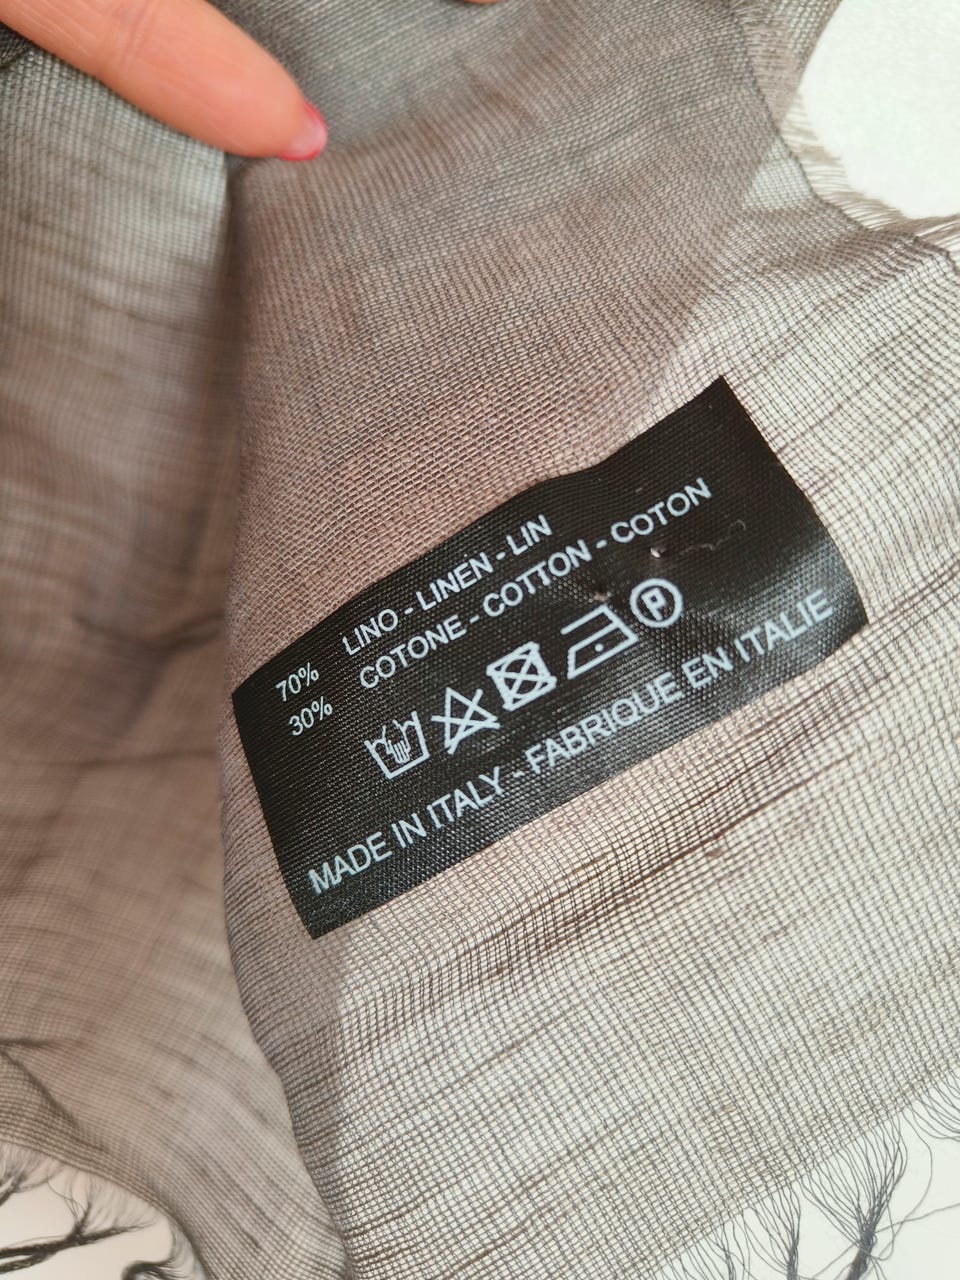 70% LINO - LINEN - LIN
30% COTONE - COTTON - COTON
P
MADE IN ITALY - FABRIQUE EN ITALIE